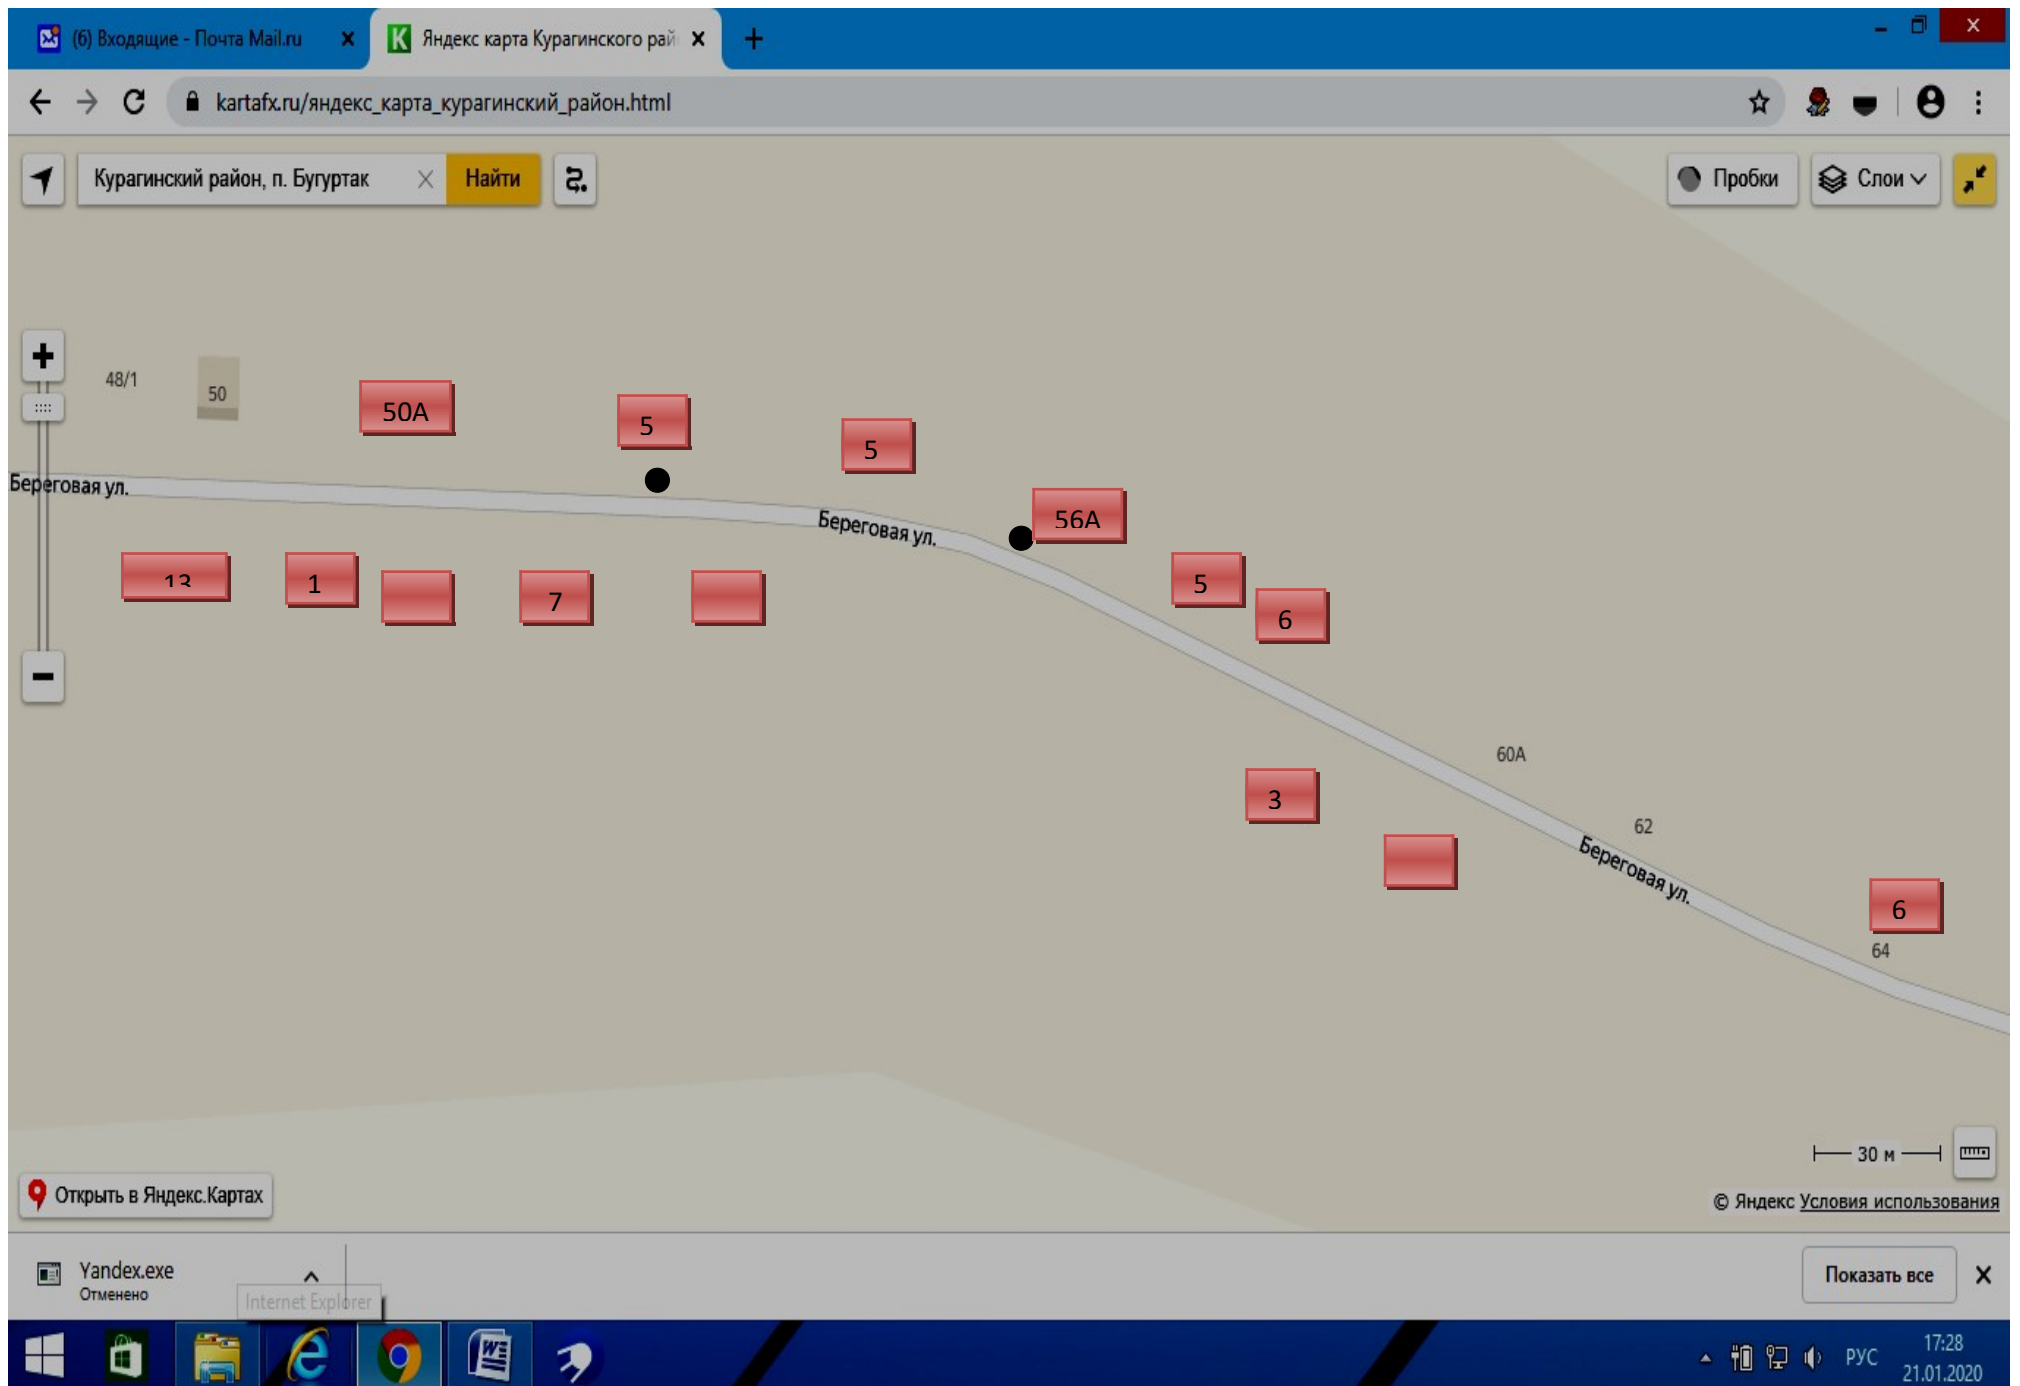 (6) Входящие - Почта Mail.ru
Яндекс карта Курагинского рай
kartafx.ru/яндекс_карта_курагинский_район.html
Курагинский район, п. Бугуртак
Найти
Пробки
Слои
48/1
50
50А
5
5
Береговая ул.
Береговая ул.
56А
13
1
7
5
6
60А
3
62
Береговая ул.
6
64
30 м
Открыть в Яндекс.Картах
© Яндекс Условия использования
Yandex.exe
Отменено
Internet Explorer
Показать все
РУС
17:28
21.01.2020